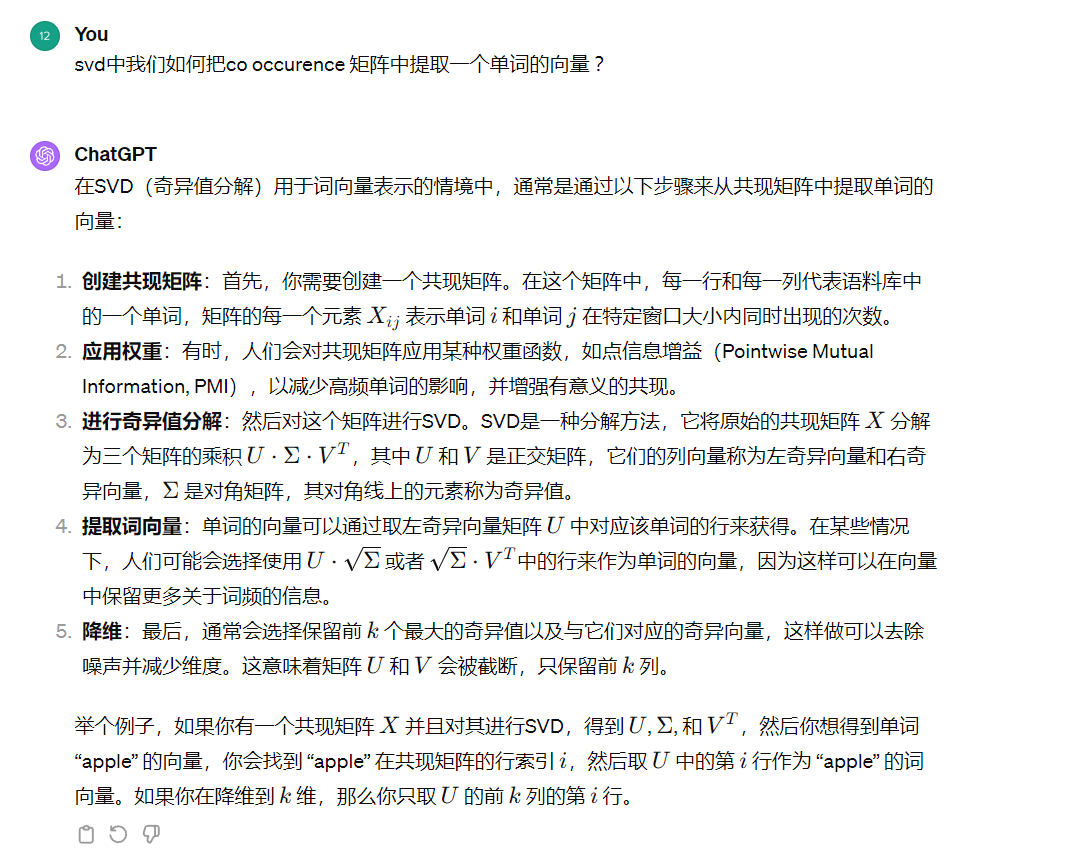 12
You
svd中我们如何把co occurence 矩阵中提取一个单词的向量？
ChatGPT
在SVD（奇异值分解）用于词向量表示的情境中，通常是通过以下步骤来从共现矩阵中提取单词的
向量：
1. 创建共现矩阵：首先，你需要创建一个共现矩阵。在这个矩阵中，每一行和每一列代表语料库中
的一个单词，矩阵的每一个元素 X_{ij} 表示单词 i 和单词 j 在特定窗口大小内同时出现的次数。
2. 应用权重：有时，人们会对共现矩阵应用某种权重函数，如点信息增益（Pointwise Mutual
Information, PMI），以减少高频单词的影响，并增强有意义的共现。
3. 进行奇异值分解：然后对这个矩阵进行SVD。SVD是一种分解方法，它将原始的共现矩阵 X 分解
为三个矩阵的乘积 U · Σ · V^T，其中 U 和 V 是正交矩阵，它们的列向量称为左奇异向量和右奇
异向量，Σ 是对角矩阵，其对角线上的元素称为奇异值。
4. 提取词向量：单词的向量可以通过取左奇异向量矩阵 U 中对应该单词的行来获得。在某些情况
下，人们可能会选择使用 U · √Σ 或者 √Σ · V^T 中的行来作为单词的向量，因为这样可以在向量
中保留更多关于词频的信息。
5. 降维：最后，通常会选择保留前 k 个最大的奇异值以及与它们对应的奇异向量，这样做可以去除
噪声并减少维度。这意味着矩阵 U 和 V 会被截断，只保留前 k 列。
举个例子，如果你有一个共现矩阵 X 并且对其进行SVD，得到 U, Σ, 和 V^T，然后你想得到单词
“apple” 的向量，你会找到 “apple” 在共现矩阵的行索引 i，然后取 U 中的第 i 行作为 “apple” 的词
向量。如果你在降维到 k 维，那么你只取 U 的前 k 列的第 i 行。